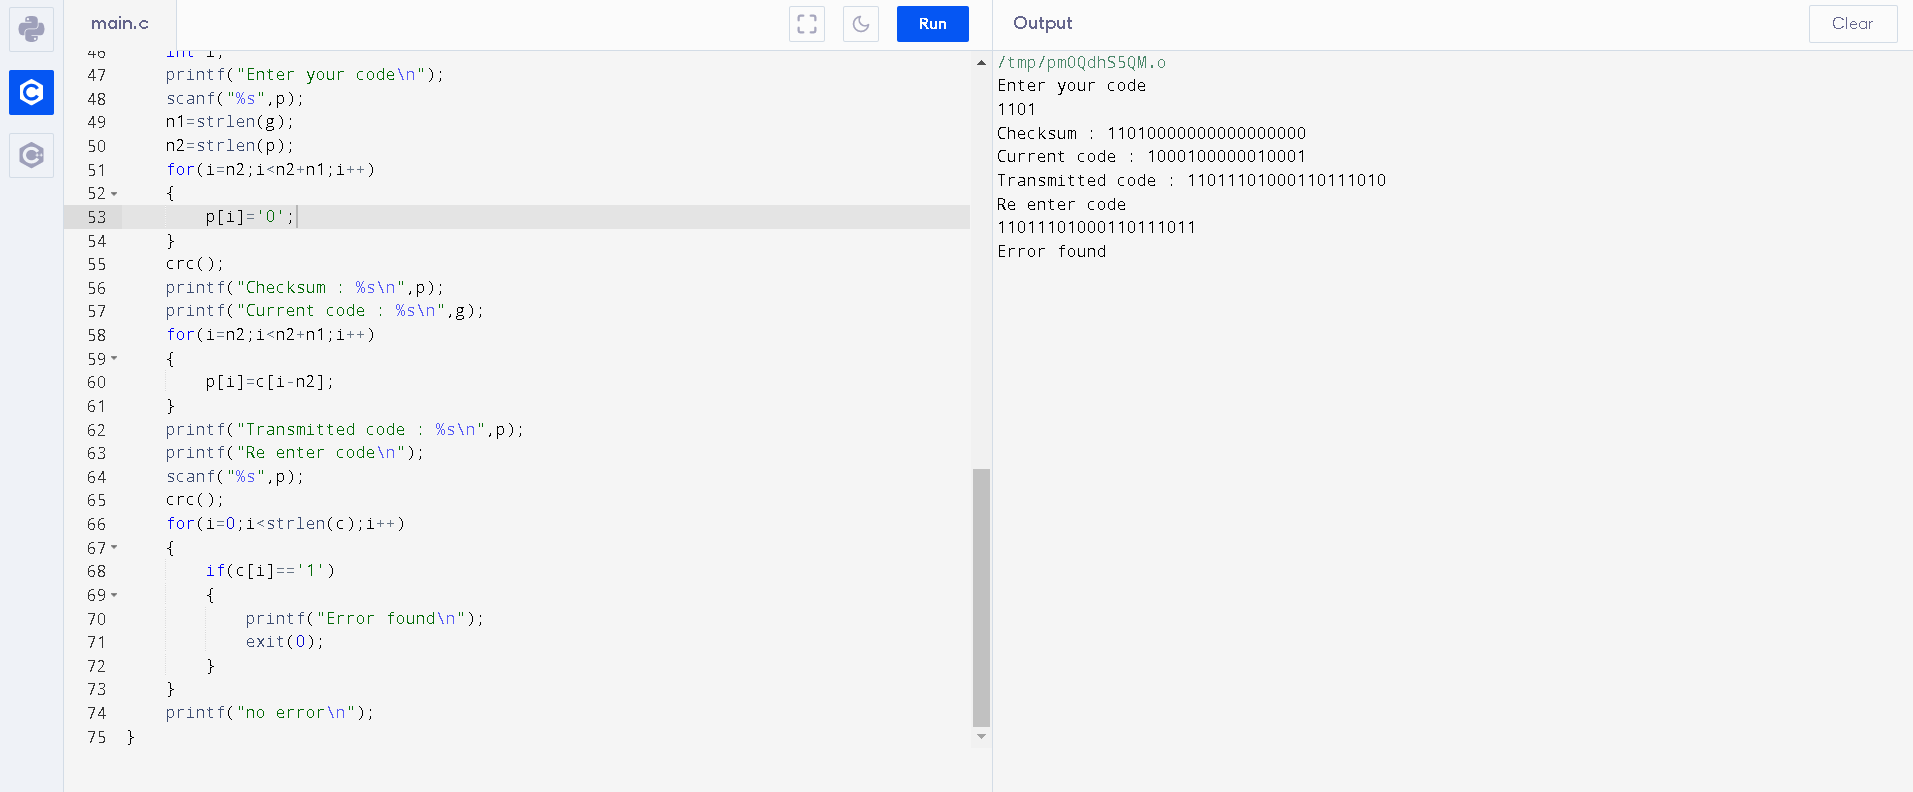 main.c
Run
Output
Clear
46 int i;
47 printf("Enter your code\n");
48 scanf("%s",p);
49 n1=strlen(g);
50 n2=strlen(p);
51 for(i=n2;i<n2+n1;i++)
52 {
53 p[i]='0';
54 }
55 crc();
56 printf("Checksum : %s\n",p);
57 printf("Current code : %s\n",g);
58 for(i=n2;i<n2+n1;i++)
59 {
60 p[i]=c[i-n2];
61 }
62 printf("Transmitted code : %s\n",p);
63 printf("Re enter code\n");
64 scanf("%s",p);
65 crc();
66 for(i=0;i<strlen(c);i++)
67 {
68 if(c[i]=='1')
69 {
70 printf("Error found\n");
71 exit(0);
72 }
73 }
74 printf("no error\n");
75 }
/tmp/pmOQdhS5QM.o
Enter your code
1101
Checksum : 11010000000000000000
Current code : 1000100000010001
Transmitted code : 11011101000110111010
Re enter code
11011101000110111011
Error found